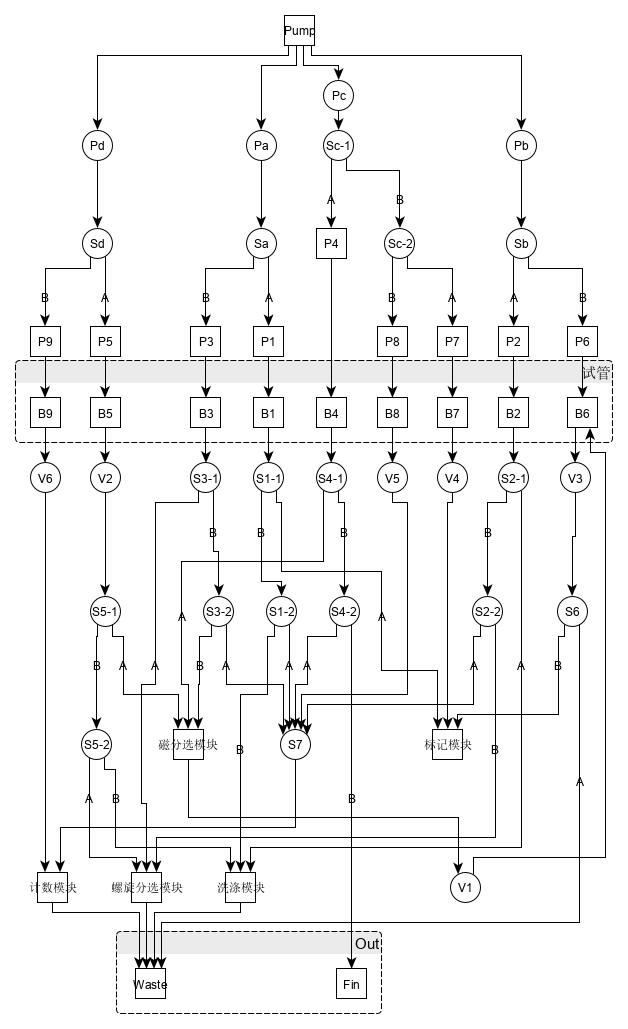 Pump
Pc
Pd
Pa
Sc-1
Pb
A
B
Sd
Sa
P4
Sc-2
Sb
B
A
B
A
B
A
A
B
P9
P5
P3
P1
P8
P7
P2
P6
试管
B9
B5
B3
B1
B4
B8
B7
B2
B6
V6
V2
S3-1
S1-1
S4-1
V5
V4
S2-1
V3
B
B
B
B
S5-1
S3-2
S1-2
S4-2
S2-2
S6
A
A
B
A
A
B
A
A
A
A
A
B
S5-2
磁分选模块
S7
标记模块
B
B
A
A
B
B
计数模块
螺旋分选模块
洗涤模块
V1
Out
Waste
Fin